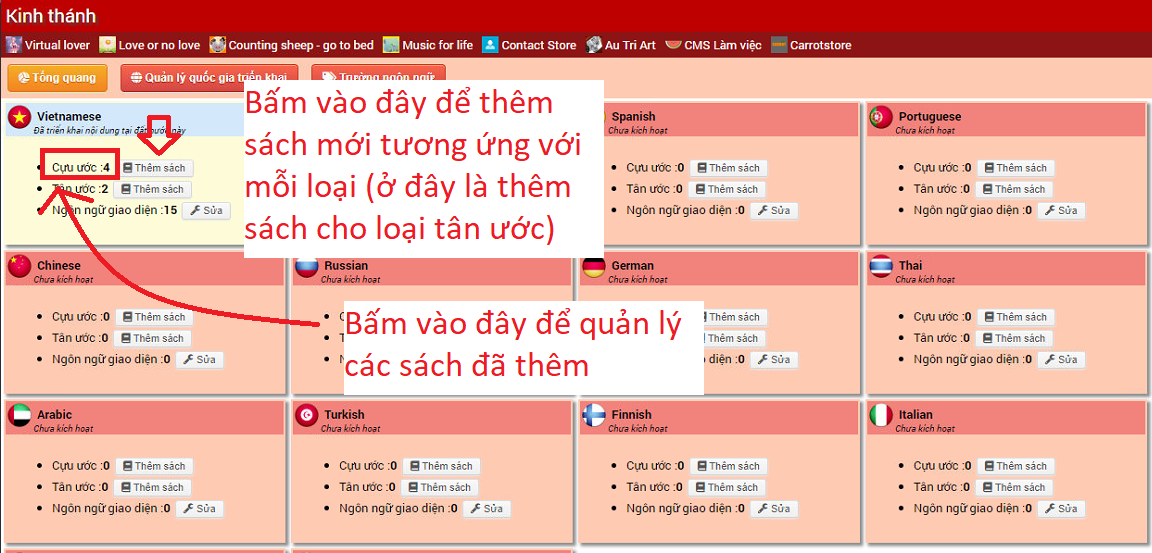 Kinh thánh
Virtual lover Love or no love Counting sheep - go to bed Music for life Contact Store Au Tri Art CMS Làm việc Carrotstore
Tổng quang Quản lý quốc gia triển khai Trường ngôn ngữ
Vietnamese
Đã triển khai nội dung tại đất nước này
Cựu ước :4 Thêm sách
Tân ước :2 Thêm sách
Ngôn ngữ giao diện :15 Sửa
Bấm vào đây để thêm
sách mới tương ứng với
mỗi loại (ở đây là thêm
sách cho loại tân ước)
Spanish
Chưa kích hoạt
Cựu ước :0 Thêm sách
Tân ước :0 Thêm sách
Ngôn ngữ giao diện :0 Sửa
Portuguese
Chưa kích hoạt
Cựu ước :0 Thêm sách
Tân ước :0 Thêm sách
Ngôn ngữ giao diện :0 Sửa
Chinese
Chưa kích hoạt
Cựu ước :0 Thêm sách
Tân ước :0 Thêm sách
Ngôn ngữ giao diện :0 Sửa
Russian
Chưa kích hoạt
Bấm vào đây để quản lý
các sách đã thêm
German
Chưa kích hoạt
Thêm sách
Thêm sách
Sửa
Thai
Chưa kích hoạt
Cựu ước :0 Thêm sách
Tân ước :0 Thêm sách
Ngôn ngữ giao diện :0 Sửa
Arabic
Chưa kích hoạt
Cựu ước :0 Thêm sách
Tân ước :0 Thêm sách
Ngôn ngữ giao diện :0 Sửa
Turkish
Chưa kích hoạt
Cựu ước :0 Thêm sách
Tân ước :0 Thêm sách
Ngôn ngữ giao diện :0 Sửa
Finnish
Chưa kích hoạt
Cựu ước :0 Thêm sách
Tân ước :0 Thêm sách
Ngôn ngữ giao diện :0 Sửa
Italian
Chưa kích hoạt
Cựu ước :0 Thêm sách
Tân ước :0 Thêm sách
Ngôn ngữ giao diện :0 Sửa